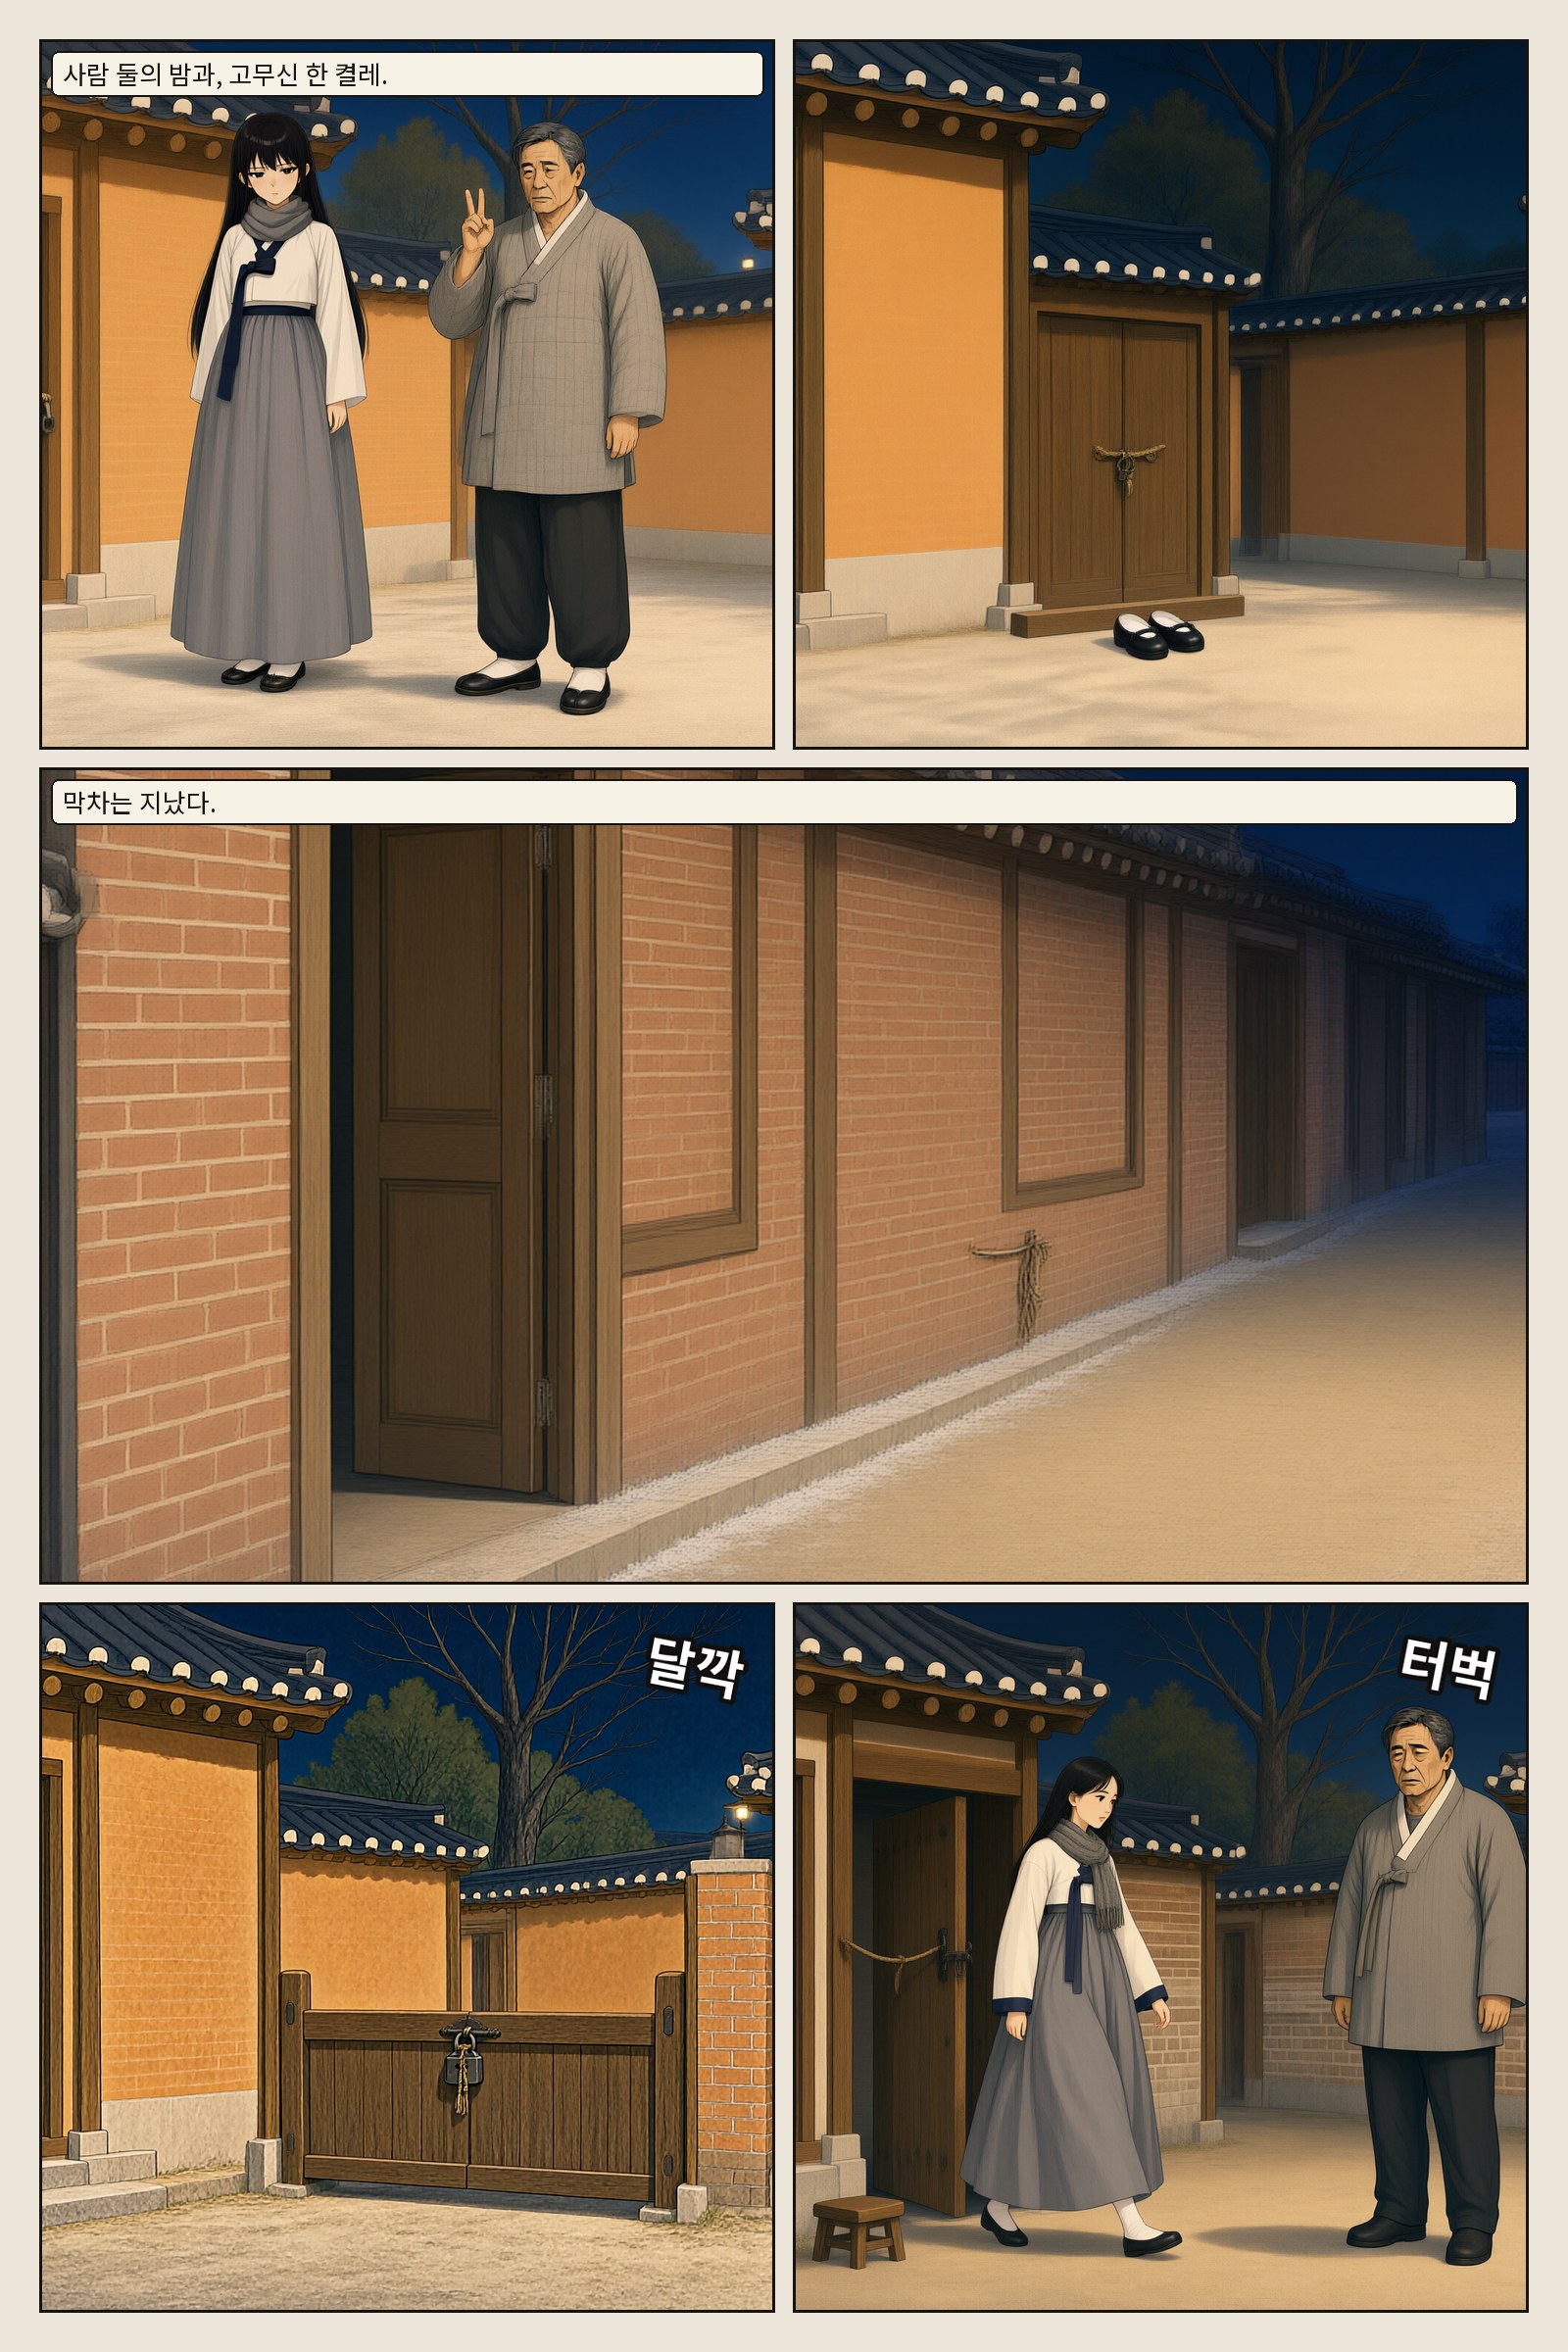 사람 둘의 밤과, 고무신 한 켤레.
막차는 지났다.
달깍
터벅